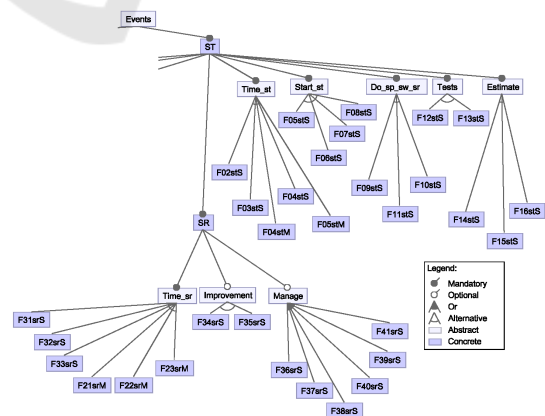 Events
ST
Time_st
Start_st
Do_sp_sw_sr
Tests
Estimate
F05stS
F08stS
F07stS
F06stS
F12stS
F13stS
F02stS
F03stS
F04stS
F04stM
F05stM
F09stS
F10stS
F11stS
F14stS
F16stS
F15stS
SR
Time_sr
Improvement
Manage
F31srS
F32srS
F33srS
F21srM
F22srM
F23srM
F34srS
F35srS
F41srS
F36srS
F39srS
F37srS
F40srS
F38srS
Legend:
Mandatory
Optional
Or
Alternative
Abstract
Concrete